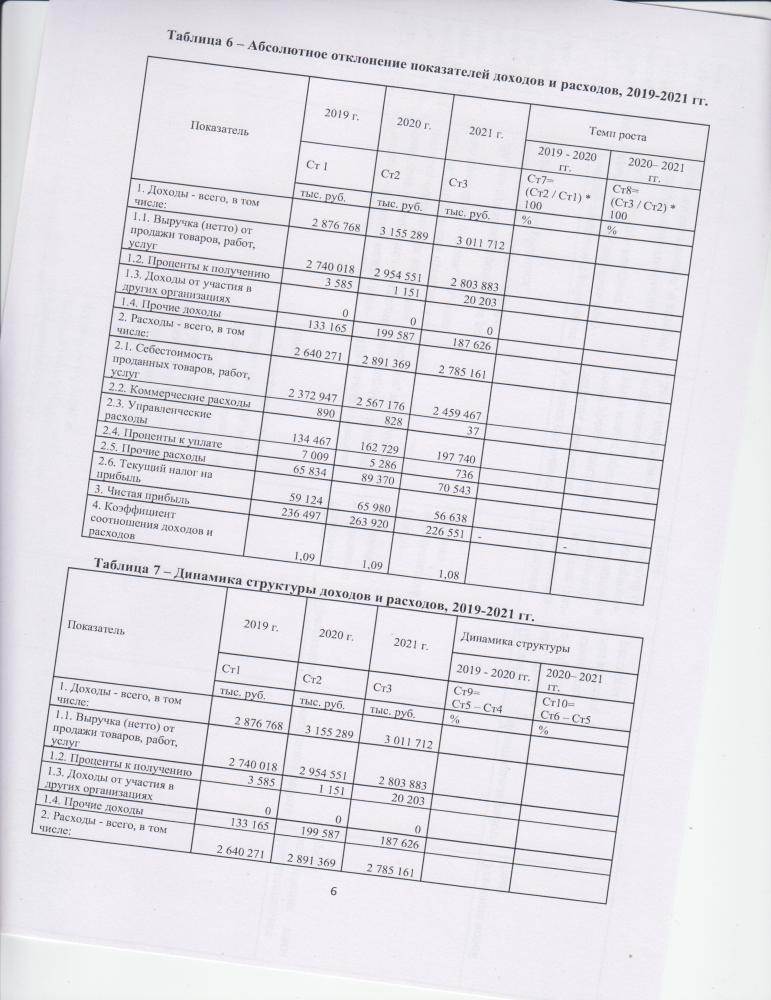 Таблица 6 – Абсолютное отклонение показателей доходов и расходов, 2019-2021 гг.
Показатель 2019 г. 2020 г. 2021 г. Темп роста
2019 - 2020 гг. 2020– 2021 гг.
Ст 1 Ст2 Ст3 Ст7= (Ст2 / Ст1) * 100 Ст8= (Ст3 / Ст2) * 100
тыс. руб. тыс. руб. тыс. руб. % %
1. Доходы - всего, в том
числе: 2 876 768 3 155 289 3 011 712
1.1. Выручка (нетто) от
продажи товаров, работ,
услуг 2 740 018 2 954 551 2 803 883
1.2. Проценты к получению 3 585 1 151 20 203
1.3. Доходы от участия в
других организациях 0 0 0
1.4. Прочие доходы 133 165 199 587 187 626
2. Расходы - всего, в том
числе: 2 640 271 2 891 369 2 785 161
2.1. Себестоимость
проданных товаров, работ,
услуг 2 372 947 2 567 176 2 459 467
2.2. Коммерческие расходы 890 828 37
2.3. Управленческие
расходы 134 467 162 729 197 740
2.4. Проценты к уплате 7 009 5 286 736
2.5. Прочие расходы 65 834 89 370 70 543
2.6. Текущий налог на
прибыль 59 124 65 980 56 638
3. Чистая прибыль 236 497 263 920 226 551 - -
4. Коэффициент
соотношения доходов и
расходов 1,09 1,09 1,08
Таблица 7 – Динамика структуры доходов и расходов, 2019-2021 гг.
Показатель 2019 г. 2020 г. 2021 г. Динамика структуры
2019 - 2020 гг. 2020– 2021 гг.
Ст1 Ст2 Ст3 Ст9= Ст5 – Ст4 Ст10= Ст6 – Ст5
тыс. руб. тыс. руб. тыс. руб. % %
1. Доходы - всего, в том
числе: 2 876 768 3 155 289 3 011 712
1.1. Выручка (нетто) от
продажи товаров, работ,
услуг 2 740 018 2 954 551 2 803 883
1.2. Проценты к получению 3 585 1 151 20 203
1.3. Доходы от участия в
других организациях 0 0 0
1.4. Прочие доходы 133 165 199 587 187 626
2. Расходы - всего, в том
числе: 2 640 271 2 891 369 2 785 161
6